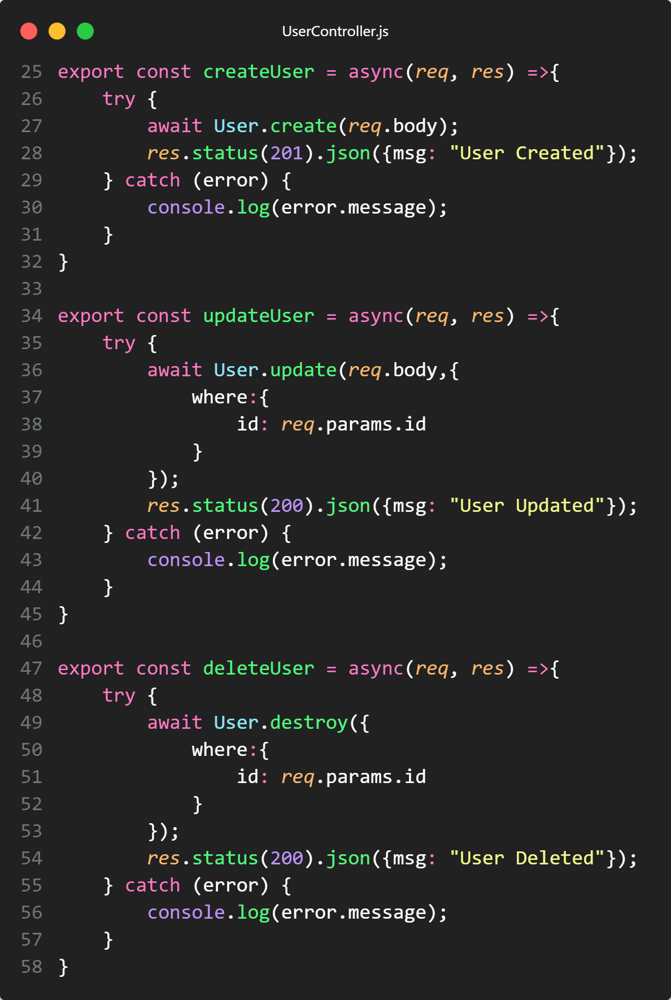 UserController.js
25 export const createUser = async(req, res) =>{
26     try {
27         await User.create(req.body);
28         res.status(201).json({msg: "User Created"});
29     } catch (error) {
30         console.log(error.message);
31     }
32 }
33
34 export const updateUser = async(req, res) =>{
35     try {
36         await User.update(req.body,{
37             where:{
38                 id: req.params.id
39             }
40         });
41         res.status(200).json({msg: "User Updated"});
42     } catch (error) {
43         console.log(error.message);
44     }
45 }
46
47 export const deleteUser = async(req, res) =>{
48     try {
49         await User.destroy({
50             where:{
51                 id: req.params.id
52             }
53         });
54         res.status(200).json({msg: "User Deleted"});
55     } catch (error) {
56         console.log(error.message);
57     }
58 }